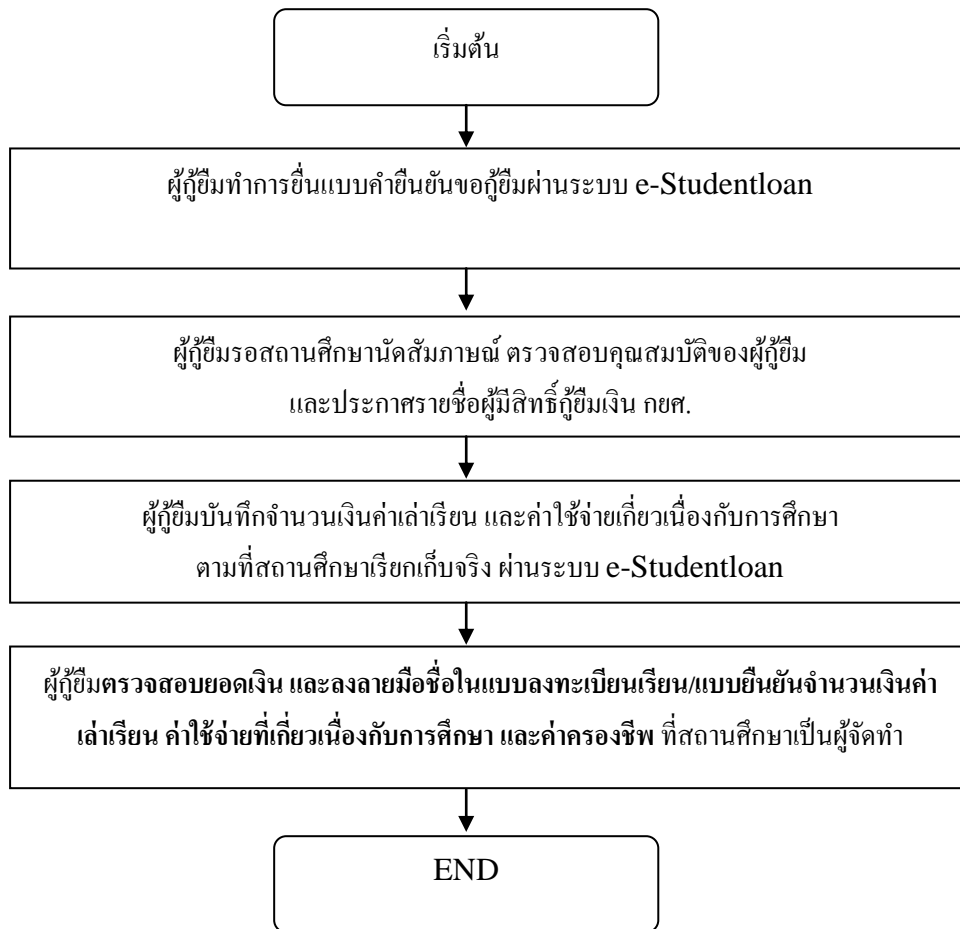 เริ่มต้น
ผู้กู้ยืมทำการยื่นแบบคำยืนยันขอกู้ยืมผ่านระบบ e-Studentloan
ผู้กู้ยืมรอสถานศึกษานัดสัมภาษณ์ ตรวจสอบคุณสมบัติของผู้กู้ยืม
และประกาศรายชื่อผู้มีสิทธิ์กู้ยืมเงิน กยศ.
ผู้กู้ยืมบันทึกจำนวนเงินค่าเล่าเรียน และค่าใช้จ่ายเกี่ยวเนื่องกับการศึกษา
ตามที่สถานศึกษาเรียกเก็บจริง ผ่านระบบ e-Studentloan
ผู้กู้ยืมตรวจสอบยอดเงิน และลงลายมือชื่อในแบบลงทะเบียนเรียน/แบบยืนยันจำนวนเงินค่า
เล่าเรียน ค่าใช้จ่ายที่เกี่ยวเนื่องกับการศึกษา และค่าครองชีพ ที่สถานศึกษาเป็นผู้จัดทำ
END